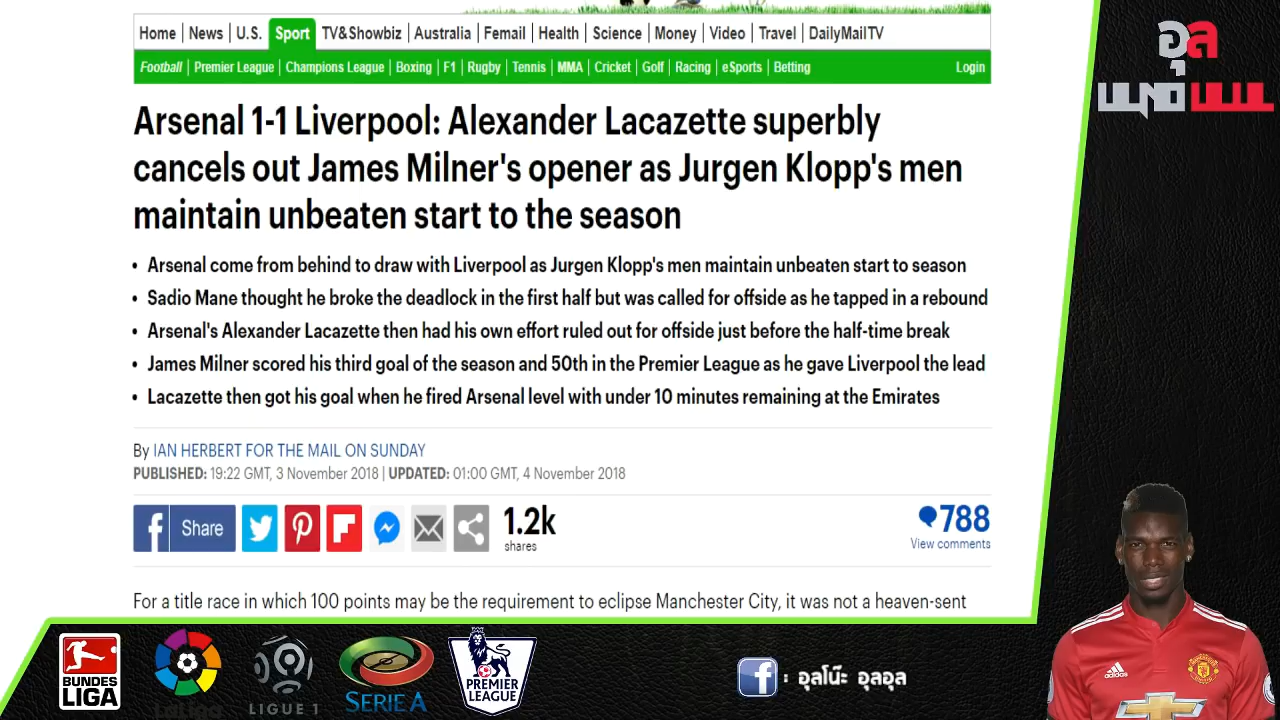 Home | News | U.S. | Sport | TV&Showbiz | Australia | Femail | Health | Science | Money | Video | Travel | DailyMailTV
Football | Premier League | Champions League | Boxing | F1 | Rugby | Tennis | MMA | Cricket | Golf | Racing | eSports | Betting Login
Arsenal 1-1 Liverpool: Alexander Lacazette superbly
cancels out James Milner's opener as Jurgen Klopp's men
maintain unbeaten start to the season
• Arsenal come from behind to draw with Liverpool as Jurgen Klopp's men maintain unbeaten start to season
• Sadio Mane thought he broke the deadlock in the first half but was called for offside as he tapped in a rebound
• Arsenal's Alexander Lacazette then had his own effort ruled out for offside just before the half-time break
• James Milner scored his third goal of the season and 50th in the Premier League as he gave Liverpool the lead
• Lacazette then got his goal when he fired Arsenal level with under 10 minutes remaining at the Emirates
By IAN HERBERT FOR THE MAIL ON SUNDAY
PUBLISHED: 19:22 GMT, 3 November 2018 | UPDATED: 01:00 GMT, 4 November 2018
Share 1.2k 788
shares View comments
For a title race in which 100 points may be the requirement to eclipse Manchester City, it was not a heaven-sent
อุล
BUNDES
LIGA
LaLiga
LIGUE 1
SERIE A
PREMIER
LEAGUE
: อุลโน๊ะ อุลอุล
adidas